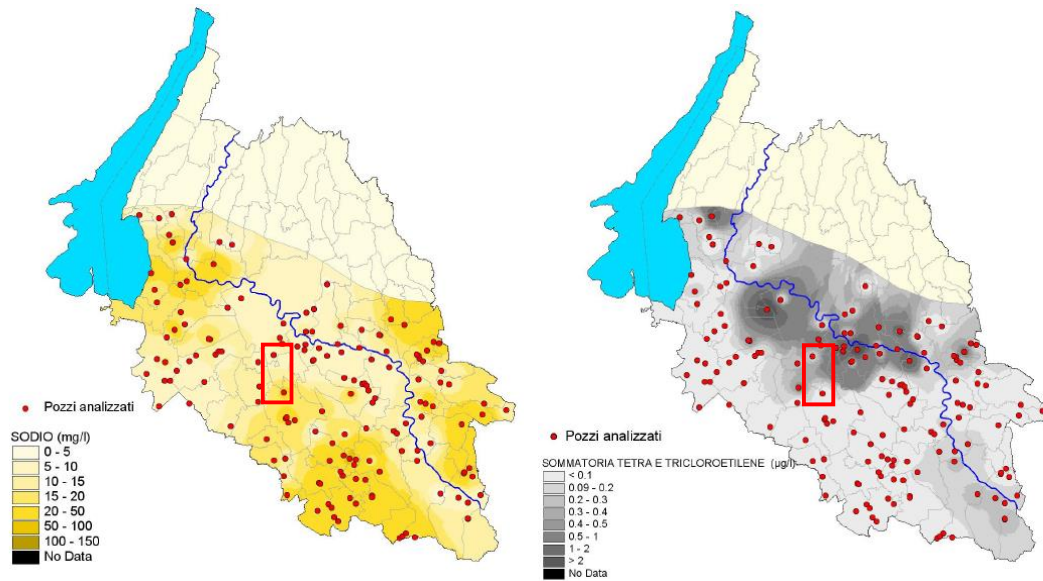 Pozzi analizzati
SODIO (mg/l)
0 - 5
5 - 10
10 - 15
15 - 20
20 - 50
50 - 100
100 - 150
No Data
Pozzi analizzati
SOMMATORIA TETRA E TRICLOROETILENE (µg/l)
< 0.1
0.09 - 0.2
0.2 - 0.3
0.3 - 0.4
0.4 - 0.5
0.5 - 1
1 - 2
> 2
No Data